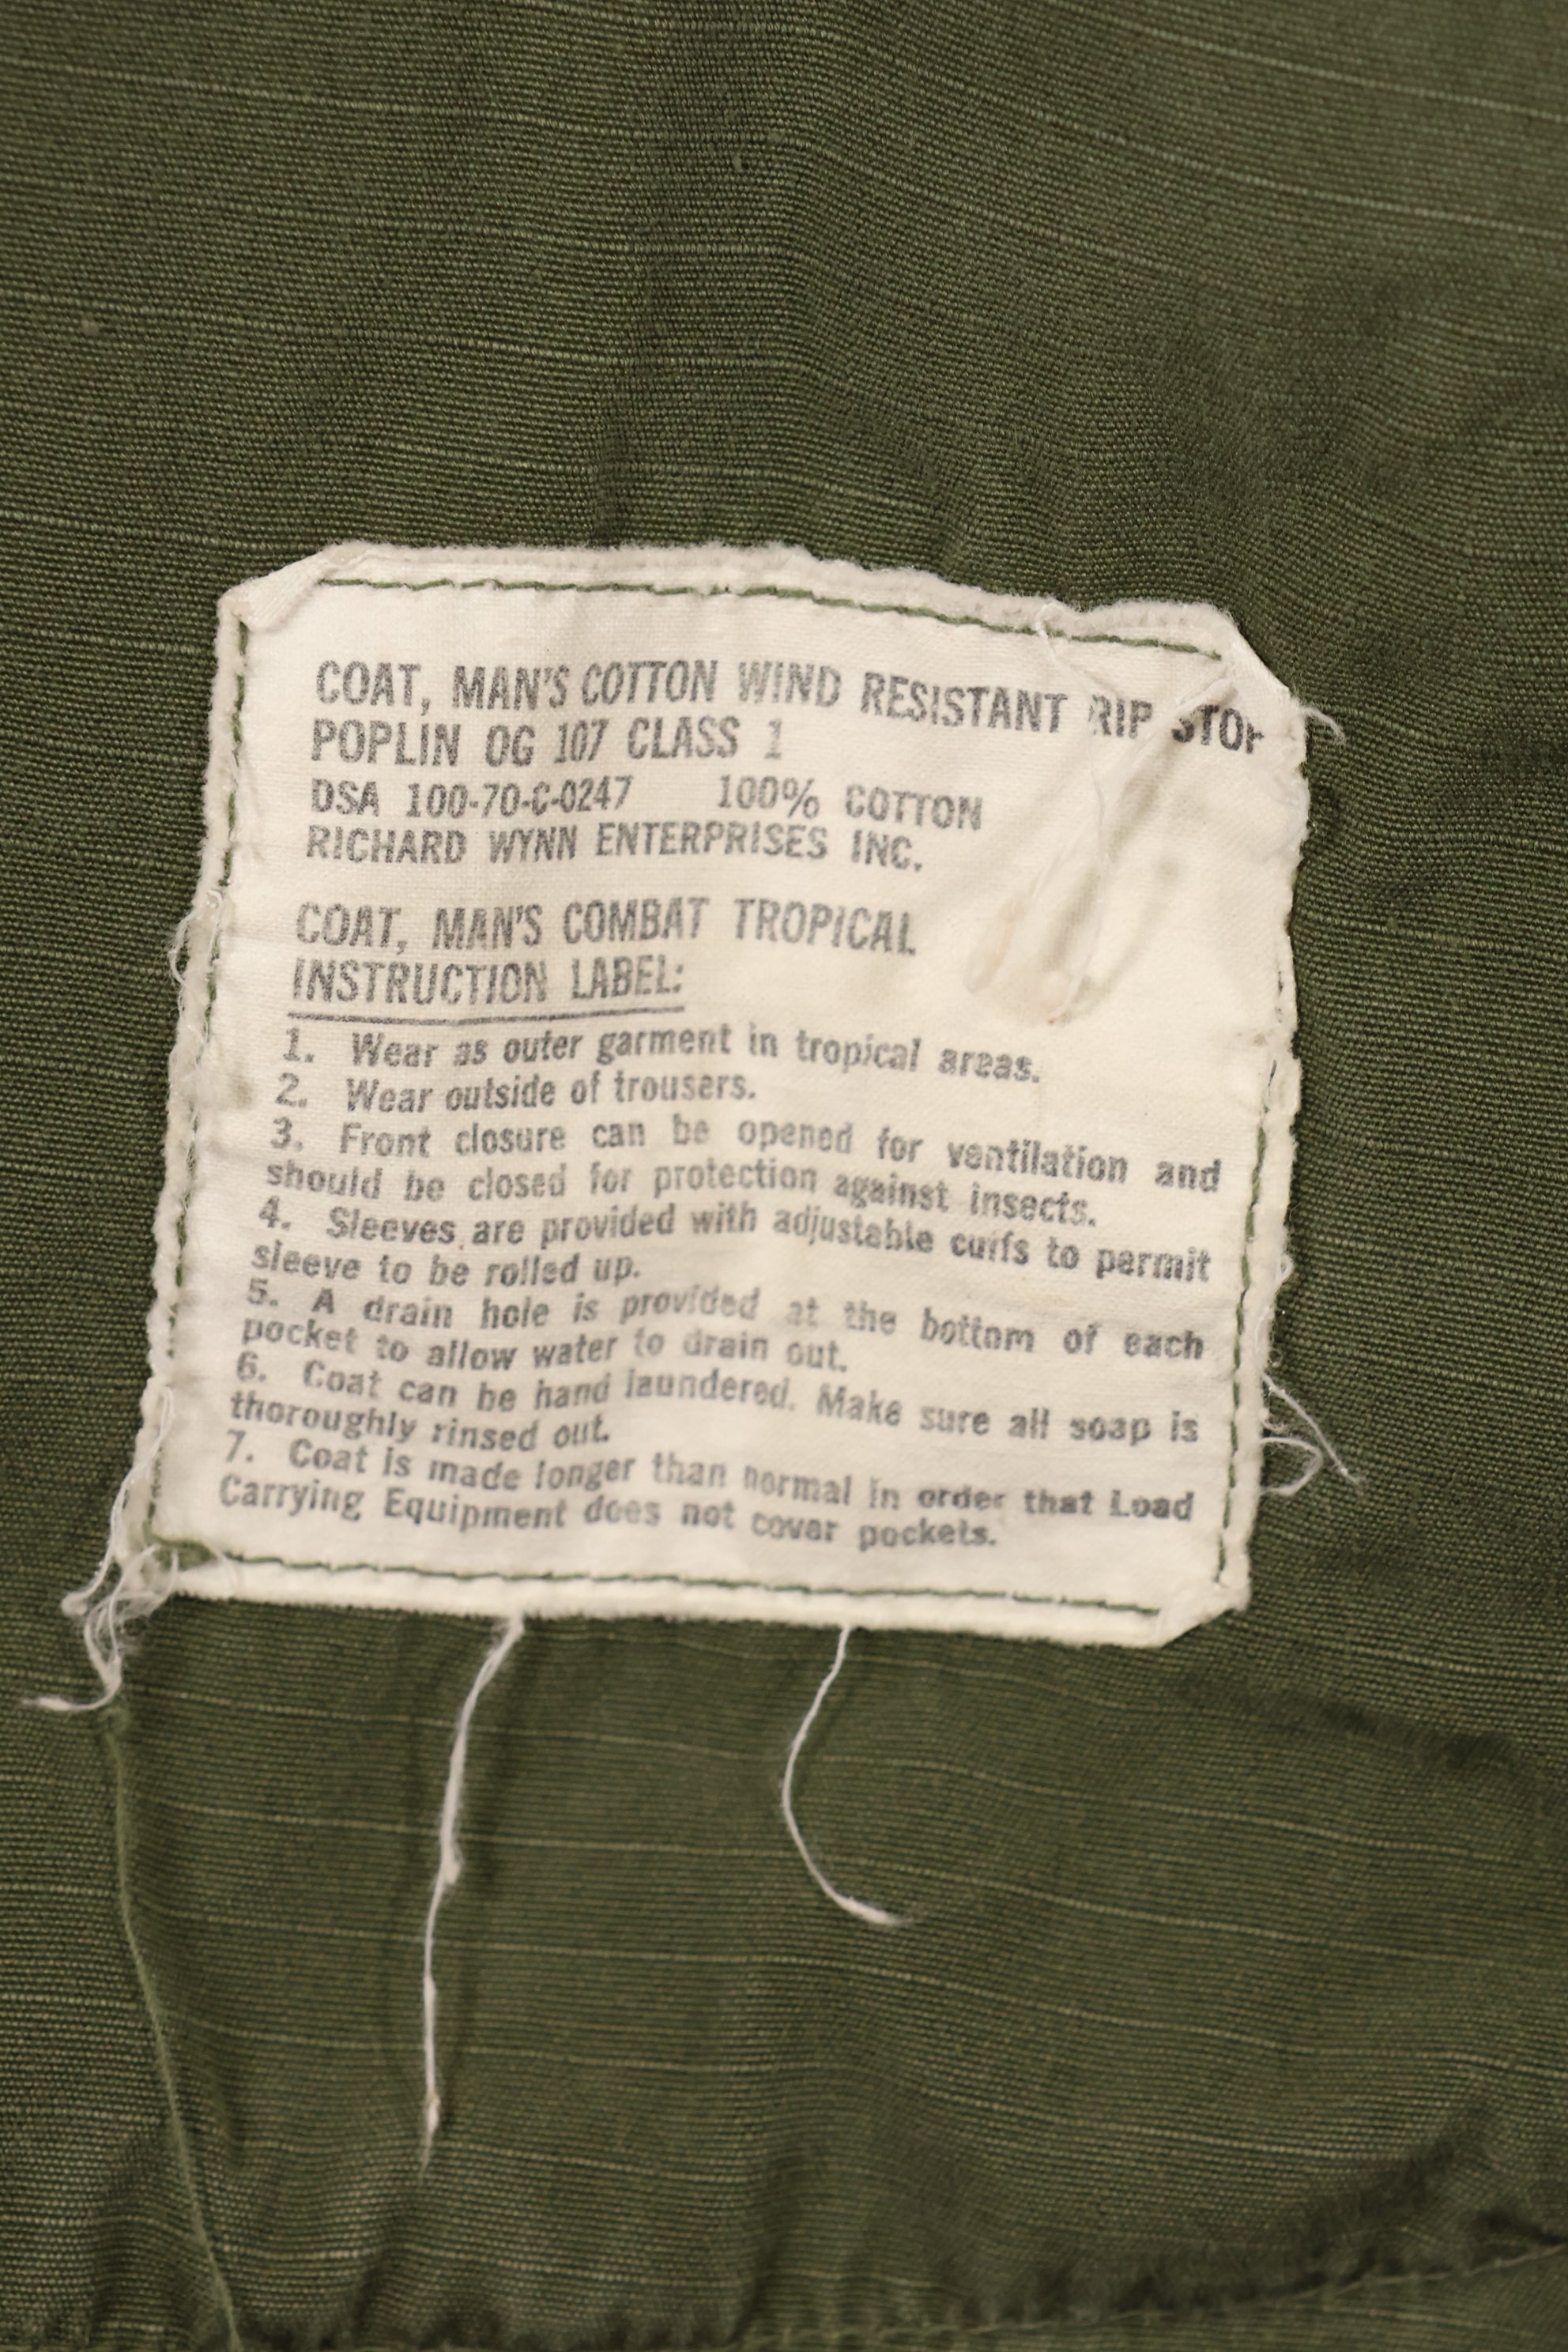 COAT, MAN'S COTTON WIND RESISTANT RIP STOP
POPLIN OG 107 CLASS 1
DSA 100-70-C-0247 100% COTTON
RICHARD WYNN ENTERPRISES INC.
COAT, MAN'S COMBAT TROPICAL
INSTRUCTION LABEL:
1. Wear as outer garment in tropical areas.
2. Wear outside of trousers.
3. Front closure can be opened for ventilation and
should be closed for protection against insects.
4. Sleeves are provided with adjustable cuffs to permit
sleeve to be rolled up.
5. A drain hole is provided at the bottom of each
pocket to allow water to drain out.
6. Coat can be hand laundered. Make sure all soap is
thoroughly rinsed out.
7. Coat is made longer than normal in order that Load
Carrying Equipment does not cover pockets.